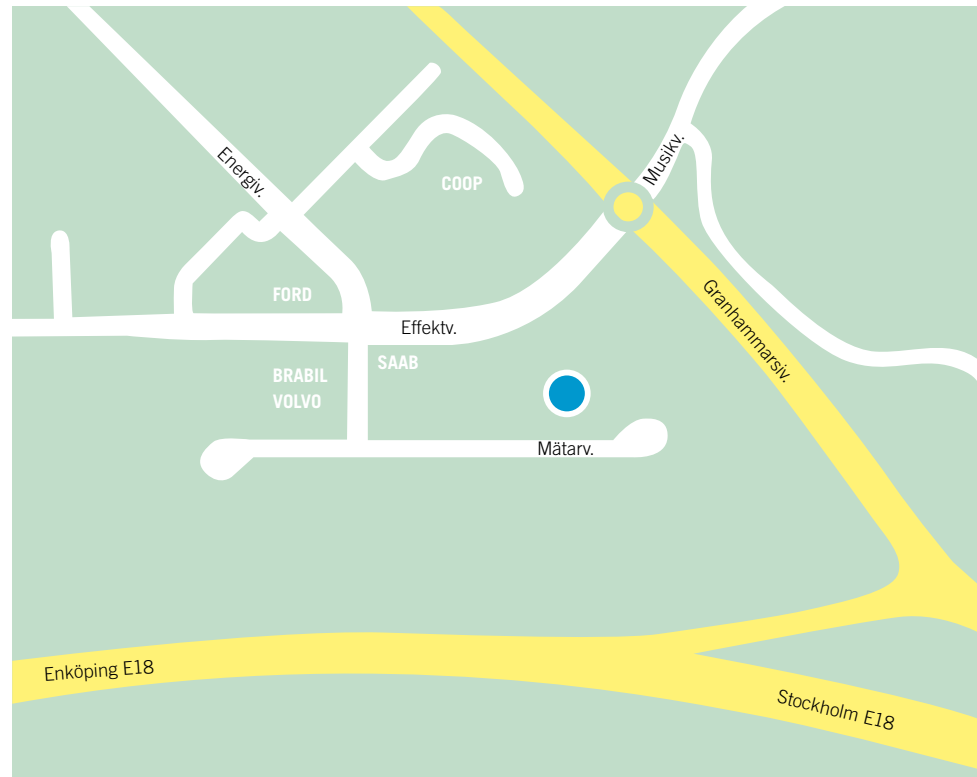 Musikv.
Energiv.
COOP
Granhammarsiv.
FORD
Effektv.
SAAB
BRABIL
VOLVO
Mätarv.
Enköping E18
Stockholm E18